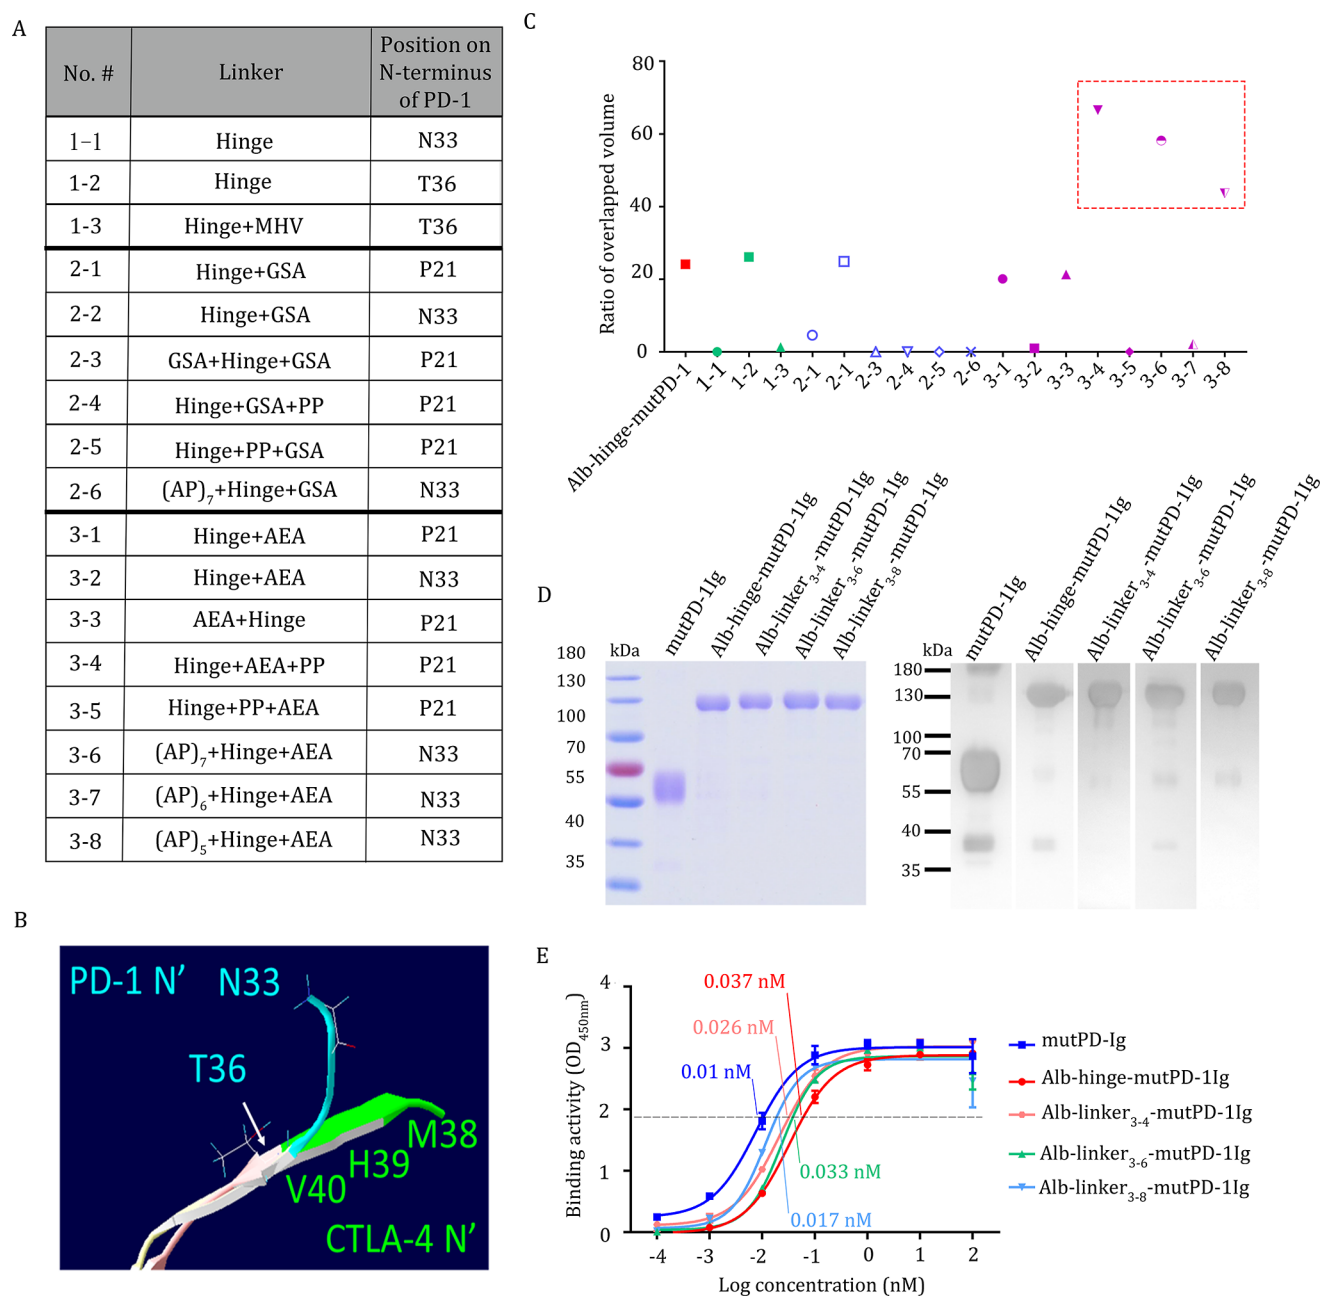 A
No. # Linker Position on N-terminus of PD-1
1–1 Hinge N33
1-2 Hinge T36
1-3 Hinge+MHV T36
2-1 Hinge+GSA P21
2-2 Hinge+GSA N33
2-3 GSA+Hinge+GSA P21
2-4 Hinge+GSA+PP P21
2-5 Hinge+PP+GSA P21
2-6 (AP)7+Hinge+GSA N33
3-1 Hinge+AEA P21
3-2 Hinge+AEA N33
3-3 AEA+Hinge P21
3-4 Hinge+AEA+PP P21
3-5 Hinge+PP+AEA P21
3-6 (AP)7+Hinge+AEA N33
3-7 (AP)6+Hinge+AEA N33
3-8 (AP)5+Hinge+AEA N33
B
PD-1 N’ N33
T36
M38
H39
V40
CTLA-4 N’
C
Ratio of overlapped volume
80
60
40
20
0
Alb-hinge-mutPD-1 1-1 1-2 1-3 2-1 2-1 2-3 2-4 2-5 2-6 3-1 3-2 3-3 3-4 3-5 3-6 3-7 3-8
D
mutPD-1Ig
Alb-hinge-mutPD-1Ig
Alb-linker3-4-mutPD-1Ig
Alb-linker3-6-mutPD-1Ig
Alb-linker3-8-mutPD-1Ig
kDa
180
130
100
70
55
40
35
mutPD-1Ig
Alb-hinge-mutPD-1Ig
Alb-linker3-4-mutPD-1Ig
Alb-linker3-6-mutPD-1Ig
Alb-linker3-8-mutPD-1Ig
kDa
180
130
100
70
55
40
35
E
Binding activity (OD450nm)
4
3
2
1
0
0.037 nM
0.026 nM
0.01 nM
0.033 nM
0.017 nM
-4 -3 -2 -1 0 1 2
Log concentration (nM)
mutPD-Ig
Alb-hinge-mutPD-1Ig
Alb-linker3-4-mutPD-1Ig
Alb-linker3-6-mutPD-1Ig
Alb-linker3-8-mutPD-1Ig